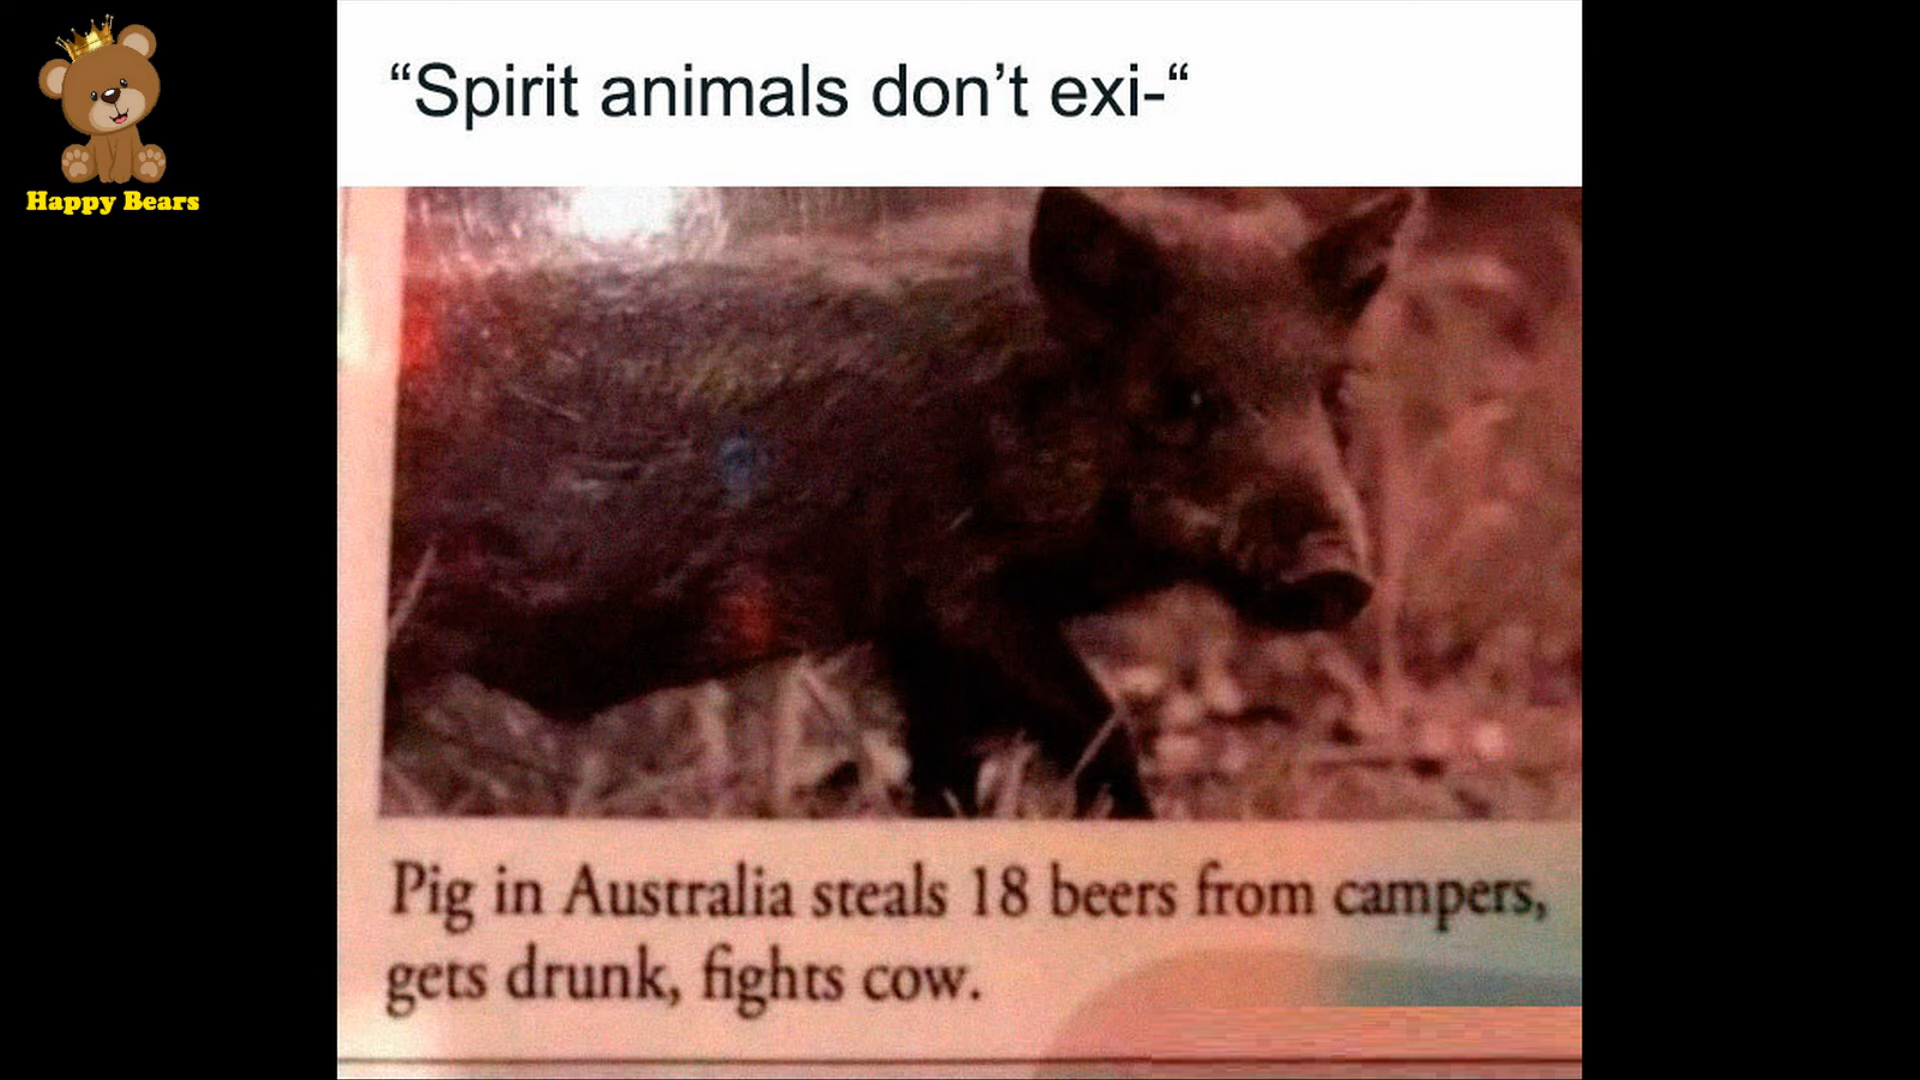 “Spirit animals don’t exi-“
Happy Bears
Pig in Australia steals 18 beers from campers,
gets drunk, fights cow.